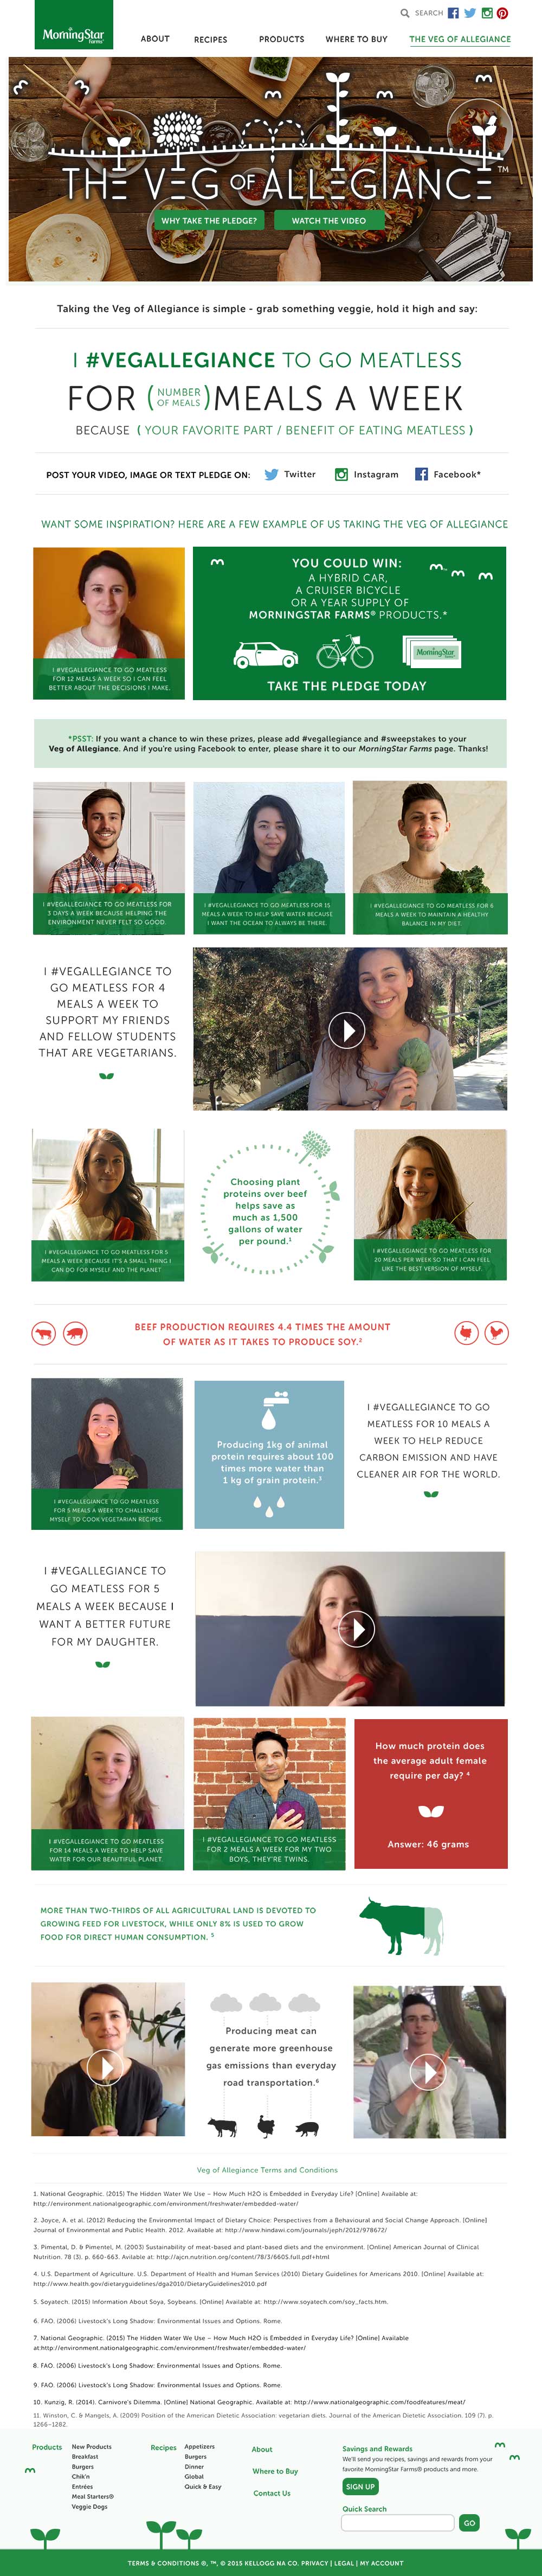 SEARCH
MorningStar
Farms®
ABOUT
RECIPES
PRODUCTS
WHERE TO BUY
THE VEG OF ALLEGIANCE
THE VEG OF ALLEGIANCE TM
WHY TAKE THE PLEDGE?
WATCH THE VIDEO
Taking the Veg of Allegiance is simple - grab something veggie, hold it high and say:
I #VEGALLEGIANCE TO GO MEATLESS
FOR ( NUMBER OF MEALS ) MEALS A WEEK
BECAUSE ( YOUR FAVORITE PART / BENEFIT OF EATING MEATLESS )
POST YOUR VIDEO, IMAGE OR TEXT PLEDGE ON: Twitter Instagram Facebook*
WANT SOME INSPIRATION? HERE ARE A FEW EXAMPLE OF US TAKING THE VEG OF ALLEGIANCE
I #VEGALLEGIANCE TO GO MEATLESS
FOR 12 MEALS A WEEK SO I CAN FEEL
BETTER ABOUT THE DECISIONS I MAKE.
YOU COULD WIN:
A HYBRID CAR,
A CRUISER BICYCLE
OR A YEAR SUPPLY OF
MORNINGSTAR FARMS® PRODUCTS.*
MorningStar
TAKE THE PLEDGE TODAY
*PSST: If you want a chance to win these prizes, please add #vegallegiance and #sweepstakes to your
Veg of Allegiance. And if you're using Facebook to enter, please share it to our MorningStar Farms page. Thanks!
I #VEGALLEGIANCE TO GO MEATLESS FOR
3 DAYS A WEEK BECAUSE HELPING THE
ENVIRONMENT NEVER FELT SO GOOD.
I #VEGALLEGIANCE TO GO MEATLESS FOR 15
MEALS A WEEK TO HELP SAVE WATER BECAUSE
I WANT THE OCEAN TO ALWAYS BE THERE.
I #VEGALLEGIANCE TO GO MEATLESS FOR 6
MEALS A WEEK TO MAINTAIN A HEALTHY
BALANCE IN MY DIET.
I #VEGALLEGIANCE TO
GO MEATLESS FOR 4
MEALS A WEEK TO
SUPPORT MY FRIENDS
AND FELLOW STUDENTS
THAT ARE VEGETARIANS.
I #VEGALLEGIANCE TO GO MEATLESS FOR 5
MEALS A WEEK BECAUSE IT'S A SMALL THING I
CAN DO FOR MYSELF AND THE PLANET
Choosing plant
proteins over beef
helps save as
much as 1,500
gallons of water
per pound.1
I #VEGALLEGIANCE TO GO MEATLESS FOR
20 MEALS PER WEEK SO THAT I CAN FEEL
LIKE THE BEST VERSION OF MYSELF.
BEEF PRODUCTION REQUIRES 4.4 TIMES THE AMOUNT
OF WATER AS IT TAKES TO PRODUCE SOY.2
I #VEGALLEGIANCE TO GO MEATLESS
FOR 5 MEALS A WEEK TO CHALLENGE
MYSELF TO COOK VEGETARIAN RECIPES.
Producing 1kg of animal
protein requires about 100
times more water than
1 kg of grain protein.3
I #VEGALLEGIANCE TO GO
MEATLESS FOR 10 MEALS A
WEEK TO HELP REDUCE
CARBON EMISSION AND HAVE
CLEANER AIR FOR THE WORLD.
I #VEGALLEGIANCE TO
GO MEATLESS FOR 5
MEALS A WEEK BECAUSE I
WANT A BETTER FUTURE
FOR MY DAUGHTER.
I #VEGALLEGIANCE TO GO MEATLESS
FOR 14 MEALS A WEEK TO HELP SAVE
WATER FOR OUR BEAUTIFUL PLANET.
I #VEGALLEGIANCE TO GO MEATLESS
FOR 2 MEALS A WEEK FOR MY TWO
BOYS, THEY'RE TWINS.
How much protein does
the average adult female
require per day? 4
Answer: 46 grams
MORE THAN TWO-THIRDS OF ALL AGRICULTURAL LAND IS DEVOTED TO
GROWING FEED FOR LIVESTOCK, WHILE ONLY 8% IS USED TO GROW
FOOD FOR DIRECT HUMAN CONSUMPTION. 5
Producing meat can
generate more greenhouse
gas emissions than everyday
road transportation.6
Veg of Allegiance Terms and Conditions
1. National Geographic. (2015) The Hidden Water We Use – How Much H2O is Embedded in Everyday Life? [Online] Available at:
http://environment.nationalgeographic.com/environment/freshwater/embedded-water/
2. Joyce, A. et al. (2012) Reducing the Environmental Impact of Dietary Choice: Perspectives from a Behavioural and Social Change Approach. [Online]
Journal of Environmental and Public Health. 2012. Available at: http://www.hindawi.com/journals/jeph/2012/978672/
3. Pimental, D. & Pimentel, M. (2003) Sustainability of meat-based and plant-based diets and the environment. [Online] American Journal of Clinical
Nutrition. 78 (3). p. 660-663. Avilable at: http://ajcn.nutrition.org/content/78/3/660S.full.pdf+html
4. U.S. Department of Agriculture. U.S. Department of Health and Human Services (2010) Dietary Guidelines for Americans 2010. [Online] Available at:
http://www.health.gov/dietaryguidelines/dga2010/DietaryGuidelines2010.pdf
5. Soyatech. (2015) Information About Soya, Soybeans. [Online] Available at: http://www.soyatech.com/soy_facts.htm.
6. FAO. (2006) Livestock's Long Shadow: Environmental Issues and Options. Rome.
7. National Geographic. (2015) The Hidden Water We Use – How Much H2O is Embedded in Everyday Life? [Online] Available
at:http://environment.nationalgeographic.com/environment/freshwater/embedded-water/
8. FAO. (2006) Livestock's Long Shadow: Environmental Issues and Options. Rome.
9. FAO. (2006) Livestock's Long Shadow: Environmental Issues and Options. Rome.
10. Kunzig, R. (2014). Carnivore's Dilemma. [Online] National Geographic. Available at: http://www.nationalgeographic.com/foodfeatures/meat/
11. Winston, C. & Mangels, A. (2009) Position of the American Dietetic Association: vegetarian diets. Journal of the American Dietetic Association. 109 (7). p.
1266–1282.
Products
New Products
Breakfast
Burgers
Chik'n
Entrées
Meal Starters®
Veggie Dogs
Recipes
Appetizers
Burgers
Dinner
Global
Quick & Easy
About
Where to Buy
Contact Us
Savings and Rewards
We'll send you recipes, savings and rewards from your
favorite MorningStar Farms® products and more.
SIGN UP
Quick Search
GO
TERMS & CONDITIONS ®, ™, © 2015 KELLOGG NA CO. PRIVACY | LEGAL | MY ACCOUNT